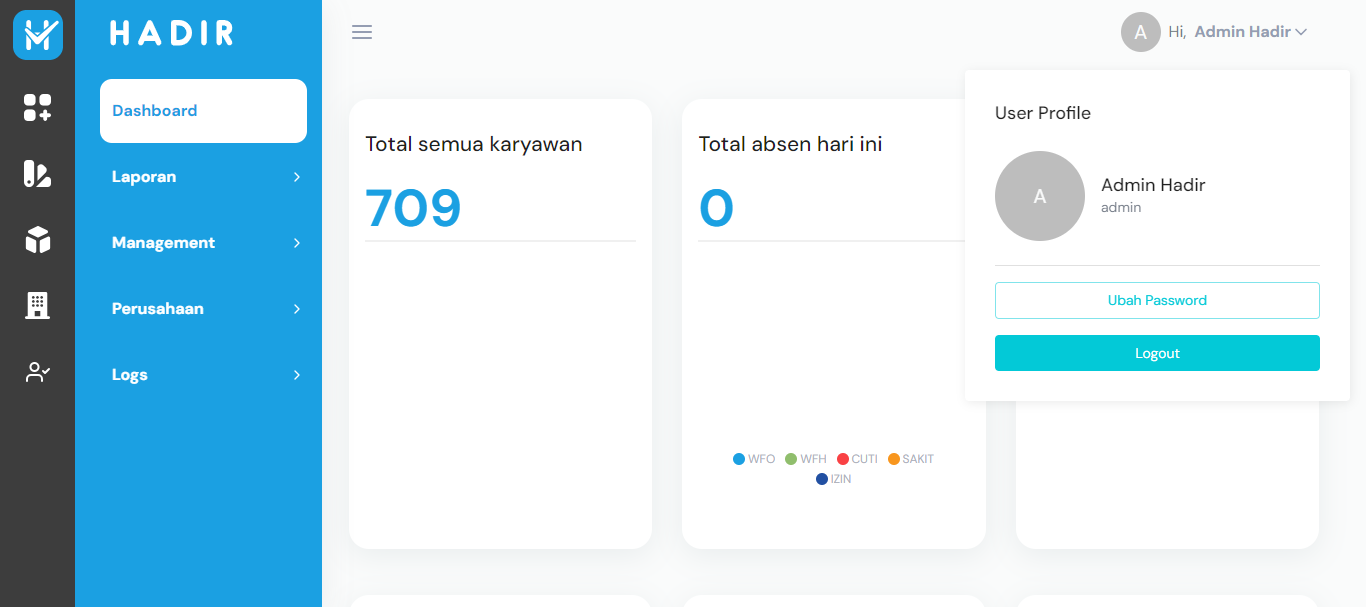 HADIR
Dashboard
Laporan
Management
Perusahaan
Logs
A Hi, Admin Hadir
Total semua karyawan
709
Total absen hari ini
0
WFO WFH CUTI SAKIT
IZIN
User Profile
A
Admin Hadir
admin
Ubah Password
Logout